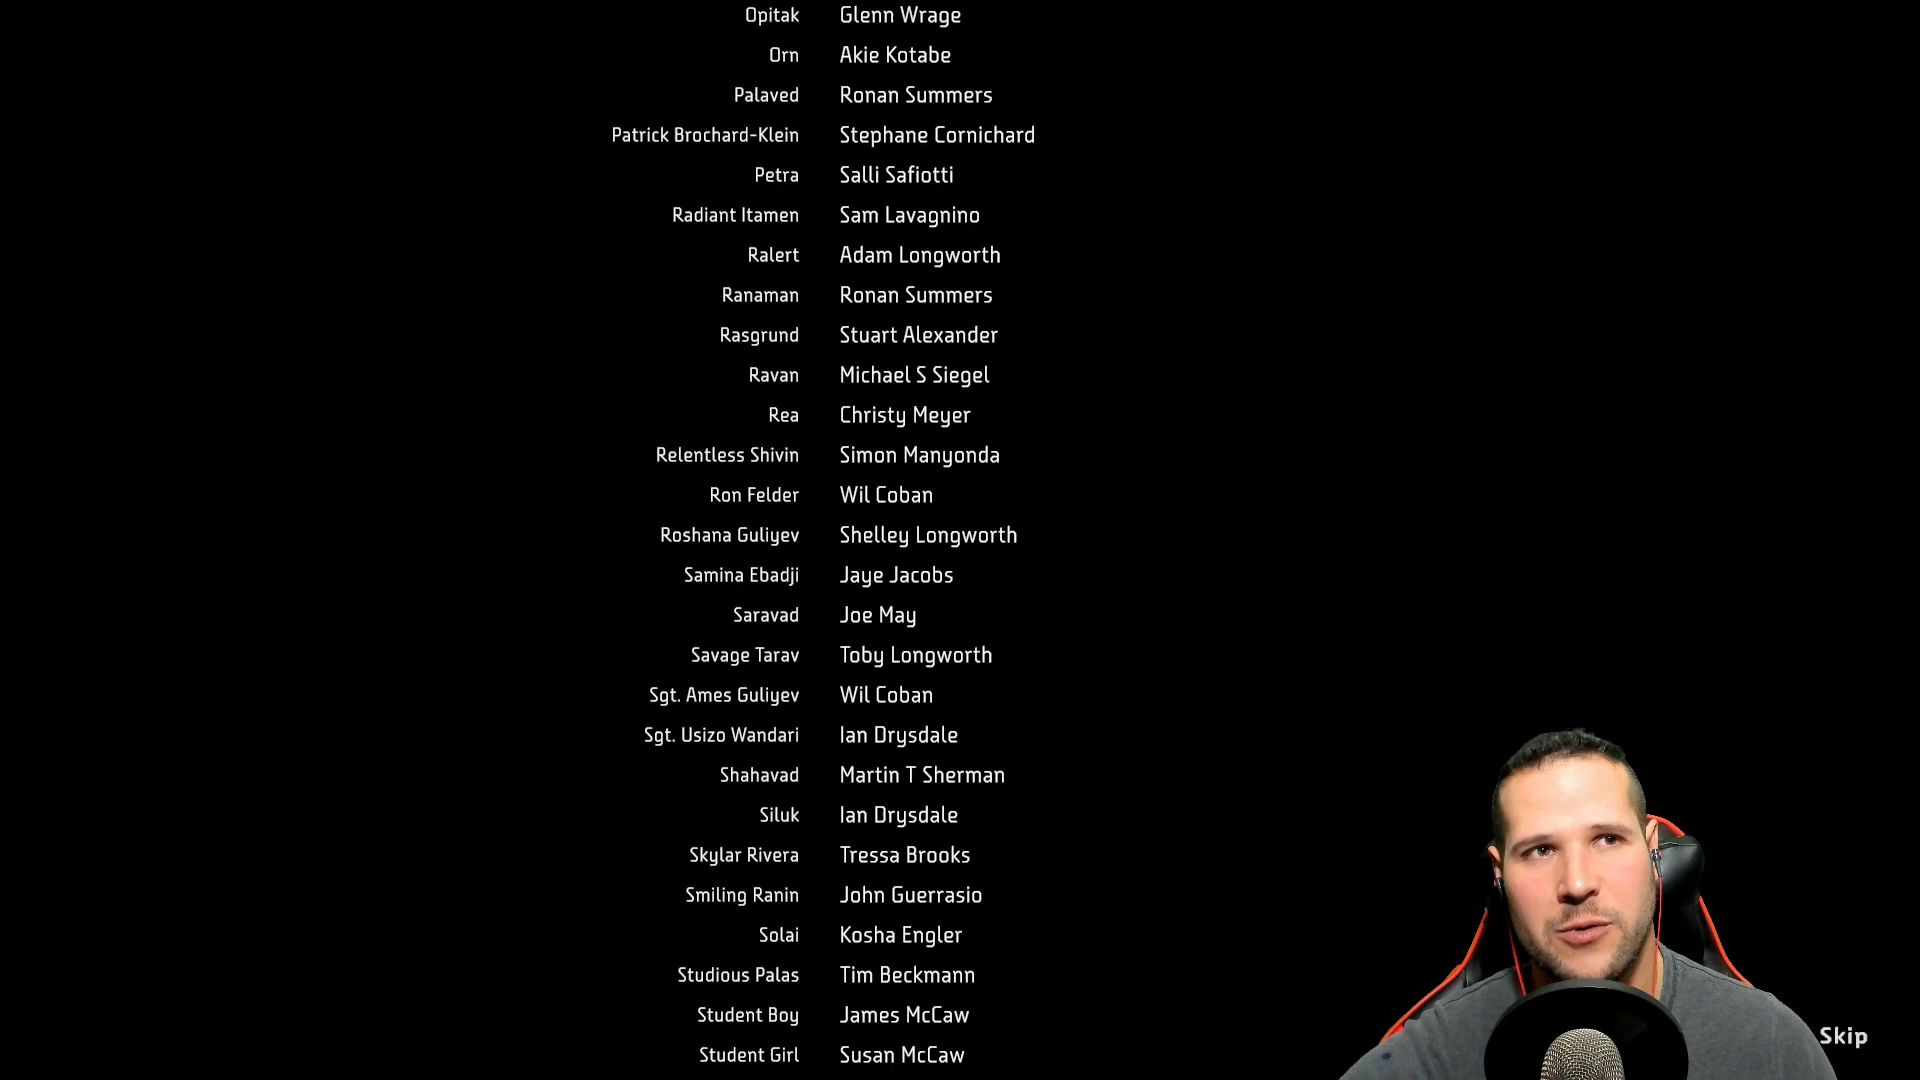 Opitak Glenn Wrage
Orn Akie Kotabe
Palaved Ronan Summers
Patrick Brochard-Klein Stephane Cornichard
Petra Salli Safiotti
Radiant Itamen Sam Lavagnino
Ralert Adam Longworth
Ranaman Ronan Summers
Rasgrund Stuart Alexander
Ravan Michael S Siegel
Rea Christy Meyer
Relentless Shivin Simon Manyonda
Ron Felder Wil Coban
Roshana Guliyev Shelley Longworth
Samina Ebadji Jaye Jacobs
Saravad Joe May
Savage Tarav Toby Longworth
Sgt. Ames Guliyev Wil Coban
Sgt. Usizo Wandari Ian Drysdale
Shahavad Martin T Sherman
Siluk Ian Drysdale
Skylar Rivera Tressa Brooks
Smiling Ranin John Guerrasio
Solai Kosha Engler
Studious Palas Tim Beckmann
Student Boy James McCaw
Student Girl Susan McCaw
Skip